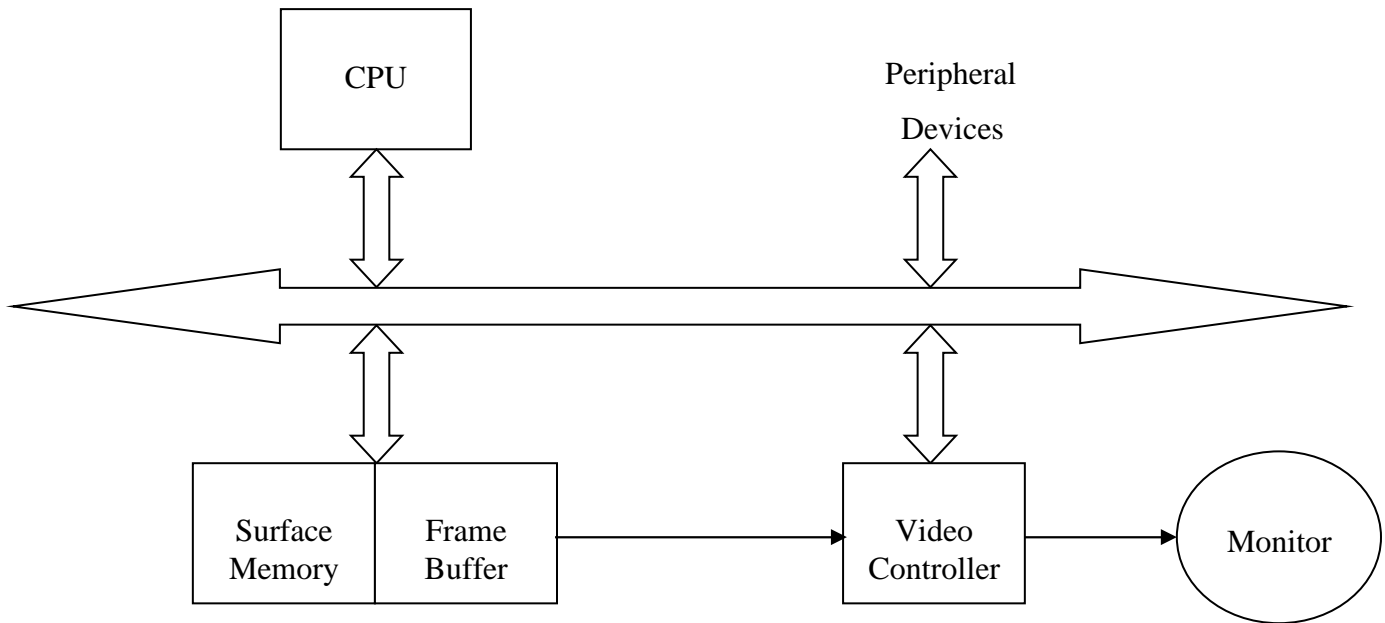 CPU
Peripheral
Devices
Surface
Memory
Frame
Buffer
Video
Controller
Monitor